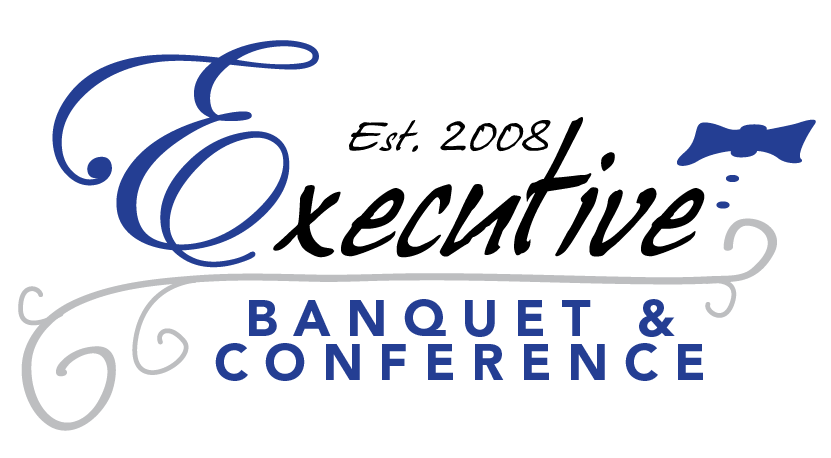 Est. 2008
Executive
BANQUET &
CONFERENCE